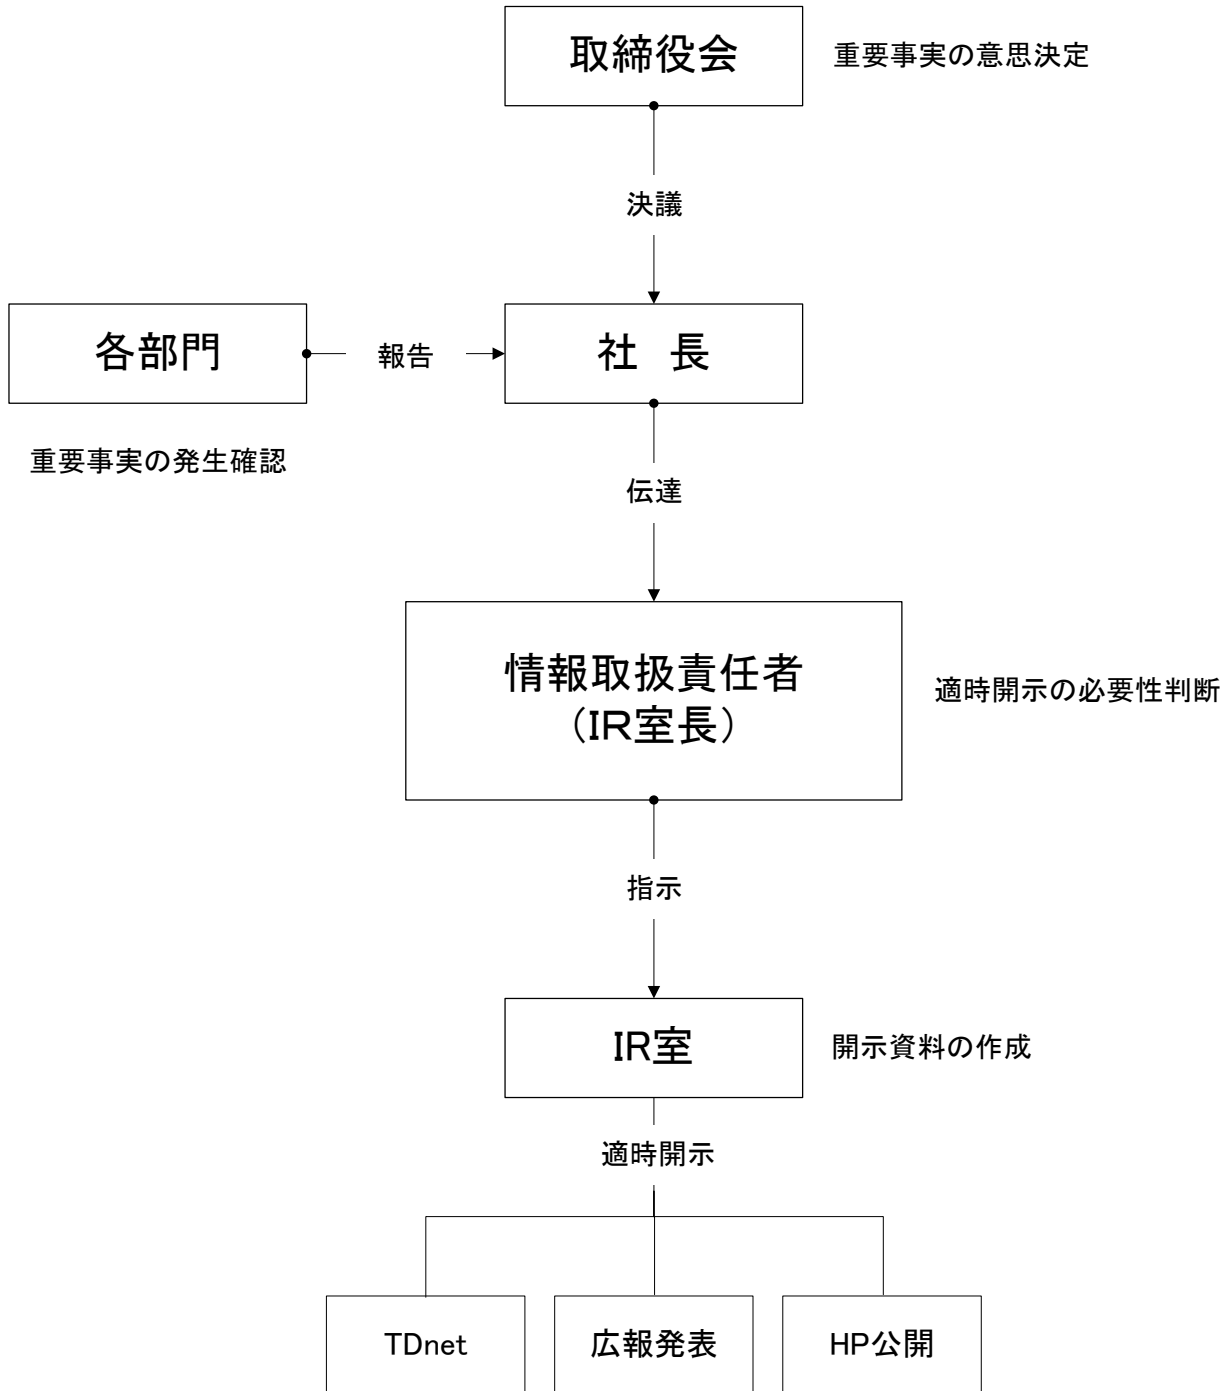 取締役会
重要事実の意思決定
決議
各部門
報告
社　長
重要事実の発生確認
伝達
情報取扱責任者
（IR室長）
適時開示の必要性判断
指示
IR室
開示資料の作成
適時開示
TDnet
広報発表
HP公開